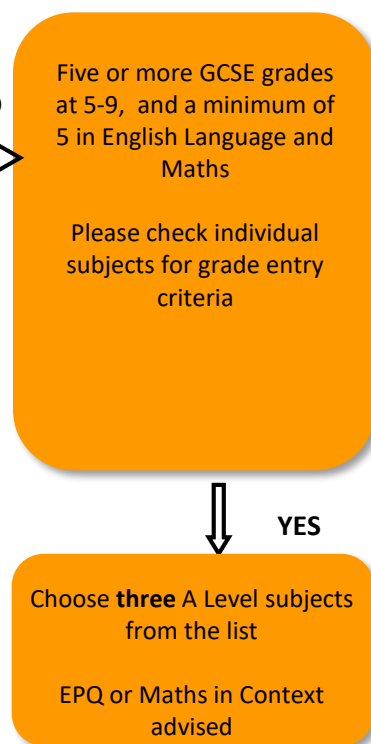 Five or more GCSE grades
at 5-9, and a minimum of
5 in English Language and
Maths
Please check individual
subjects for grade entry
criteria
YES
Choose three A Level subjects
from the list
EPQ or Maths in Context
advised